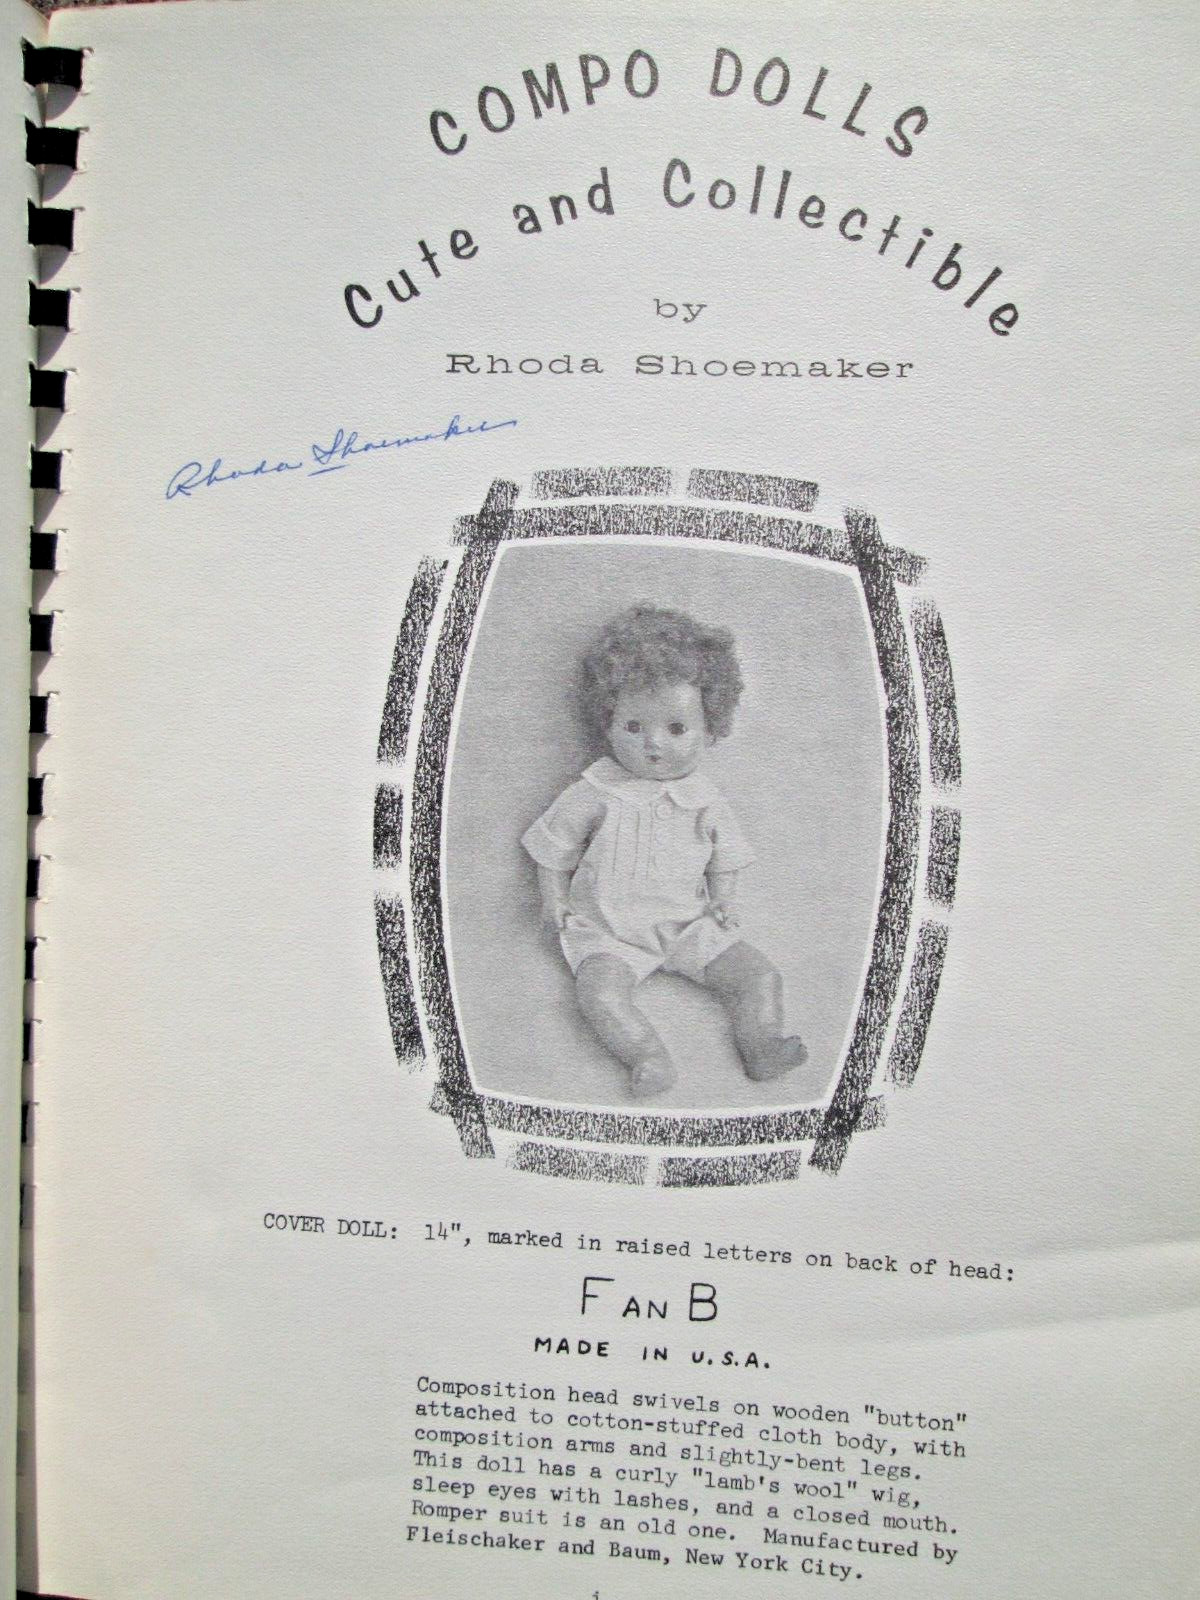 COMPO DOLLS
Cute and Collectible
by
Rhoda Shoemaker
Rhoda Shoemaker
COVER DOLL: 14", marked in raised letters on back of head:
F AN B
MADE IN U.S.A.
Composition head swivels on wooden "button"
attached to cotton-stuffed cloth body, with
composition arms and slightly-bent legs.
This doll has a curly "lamb's wool" wig,
sleep eyes with lashes, and a closed mouth.
Romper suit is an old one. Manufactured by
Fleischaker and Baum, New York City.
i